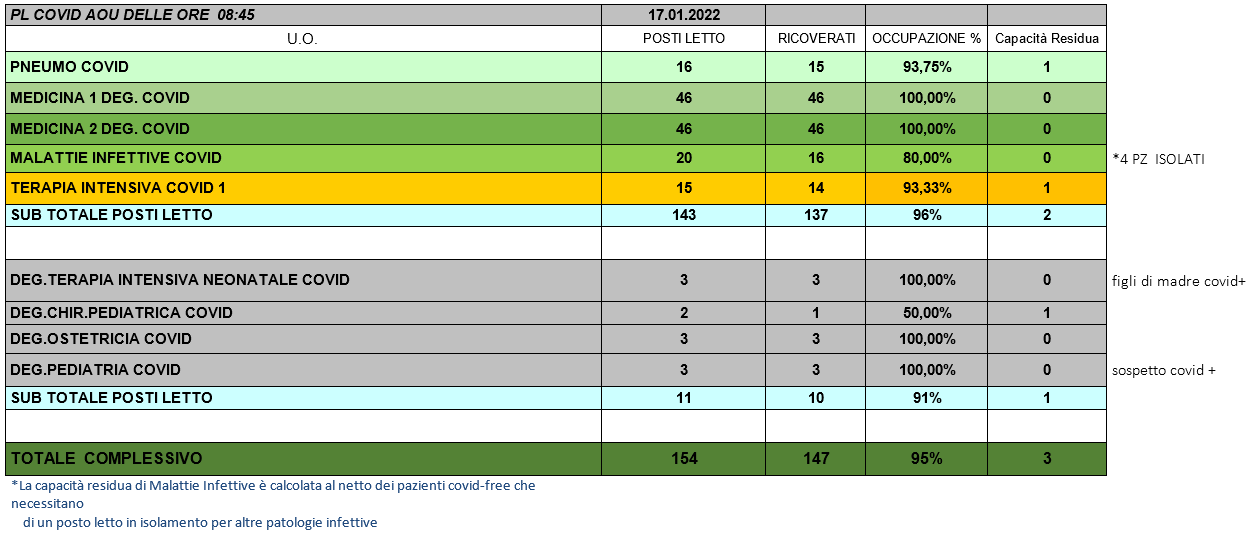 PL COVID AOU DELLE ORE 08:45 17.01.2022
U.O. POSTI LETTO RICOVERATI OCCUPAZIONE % Capacità Residua
PNEUMO COVID 16 15 93,75% 1
MEDICINA 1 DEG. COVID 46 46 100,00% 0
MEDICINA 2 DEG. COVID 46 46 100,00% 0
MALATTIE INFETTIVE COVID 20 16 80,00% 0 *4 PZ ISOLATI
TERAPIA INTENSIVA COVID 1 15 14 93,33% 1
SUB TOTALE POSTI LETTO 143 137 96% 2
DEG.TERAPIA INTENSIVA NEONATALE COVID 3 3 100,00% 0 figli di madre covid+
DEG.CHIR.PEDIATRICA COVID 2 1 50,00% 1
DEG.OSTETRICIA COVID 3 3 100,00% 0
DEG.PEDIATRIA COVID 3 3 100,00% 0 sospetto covid +
SUB TOTALE POSTI LETTO 11 10 91% 1
TOTALE COMPLESSIVO 154 147 95% 3
*La capacità residua di Malattie Infettive è calcolata al netto dei pazienti covid-free che
necessitano
di un posto letto in isolamento per altre patologie infettive